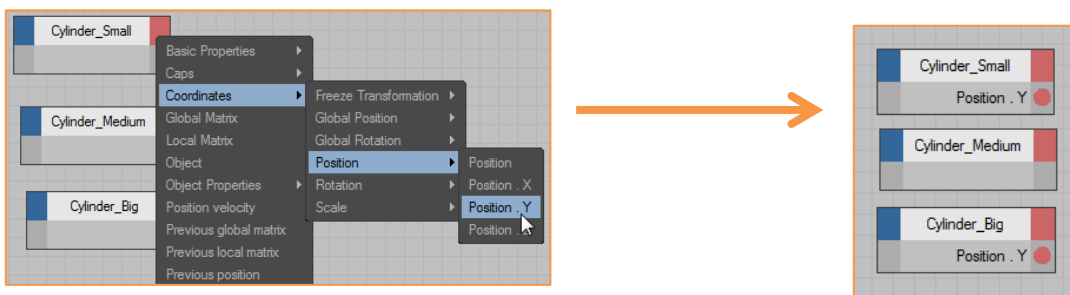 Cylinder_Small
Cylinder_Medium
Cylinder_Big
Basic Properties
Caps
Coordinates
Global Matrix
Local Matrix
Object
Object Properties
Position velocity
Previous global matrix
Previous local matrix
Previous position
Freeze Transformation
Global Position
Global Rotation
Position
Rotation
Scale
Position
Position . X
Position . Y
Position .
Cylinder_Small
Position . Y
Cylinder_Medium
Cylinder_Big
Position . Y